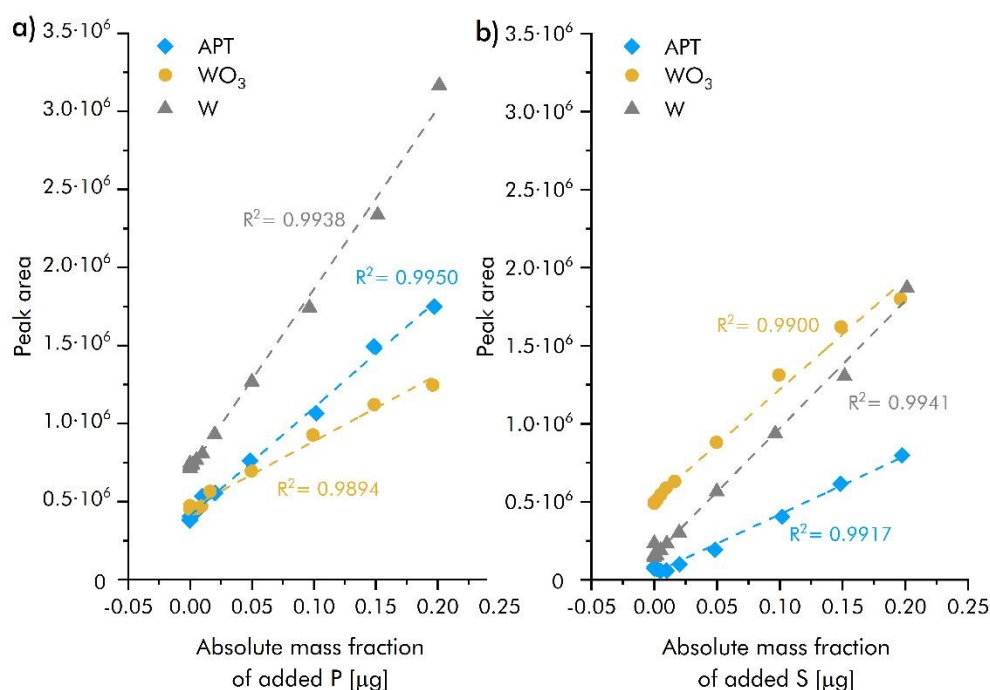 a)
APT
WO₃
W
3.5·10⁶
3.0·10⁶
2.5·10⁶
2.0·10⁶
1.5·10⁶
1.0·10⁶
0.5·10⁶
0
Peak area
R²= 0.9938
R²= 0.9950
R²= 0.9894
-0.05 0.00 0.05 0.10 0.15 0.20
Absolute mass fraction
of added P [µg]
b)
APT
WO₃
W
3.5·10⁶
3.0·10⁶
2.5·10⁶
2.0·10⁶
1.5·10⁶
1.0·10⁶
0.5·10⁶
0
Peak area
R²= 0.9900
R²= 0.9941
R²= 0.9917
-0.05 0.00 0.05 0.10 0.15 0.20 0.25
Absolute mass fraction
of added S [µg]